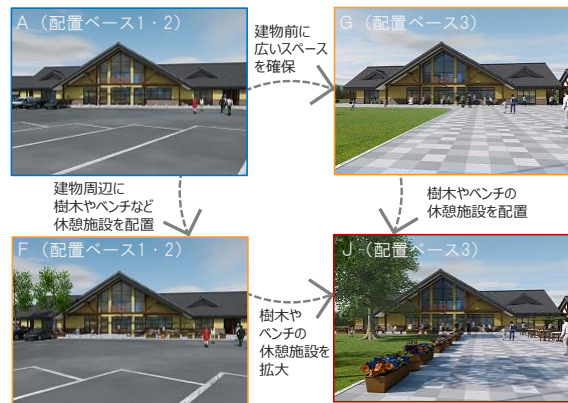 A（配置ベース1・2）
建物前に
広いスペース
を確保
G（配置ベース3）
建物周辺に
樹木やベンチなど
休憩施設を配置
樹木やベンチの
休憩施設を配置
F（配置ベース1・2）
樹木や
ベンチの
休憩施設を
拡大
J（配置ベース3）